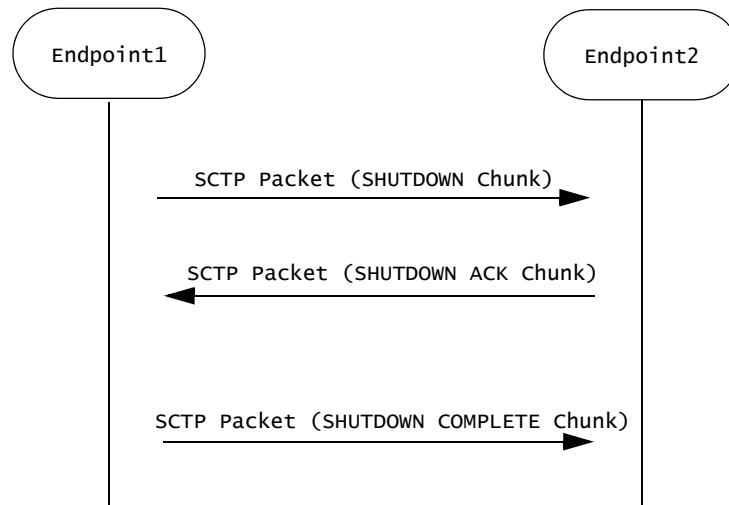 Endpoint1
Endpoint2
SCTP Packet (SHUTDOWN Chunk)
SCTP Packet (SHUTDOWN ACK Chunk)
SCTP Packet (SHUTDOWN COMPLETE Chunk)